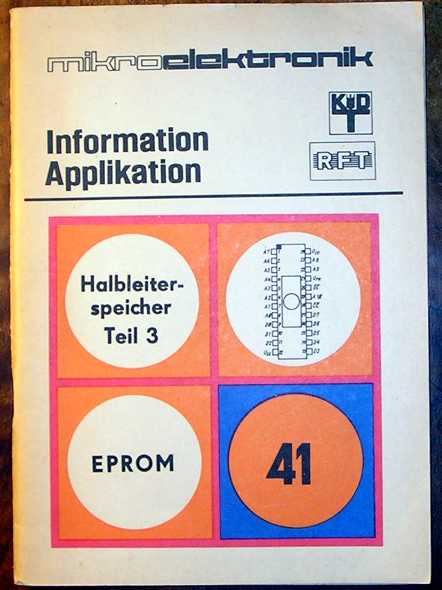 mikroelektronik
KDT
RFT
Information
Applikation
Halbleiter-
speicher
Teil 3
EPROM
41